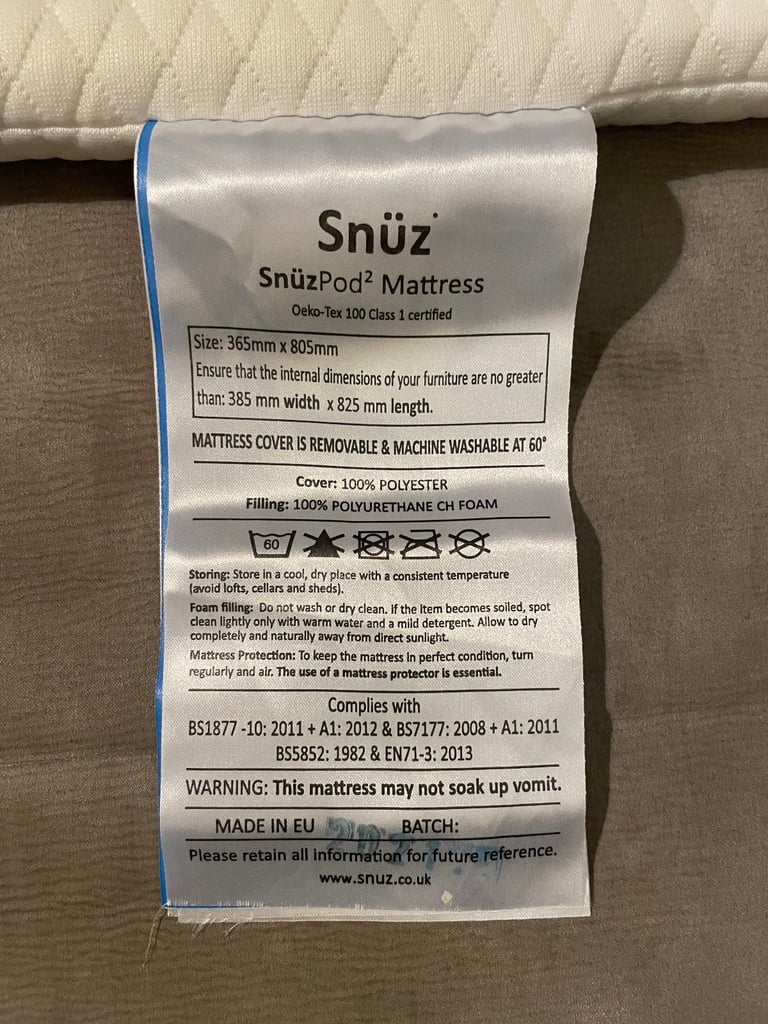 Snüz
SnüzPod² Mattress
Oeko-Tex 100 Class 1 certified
Size: 365mm x 805mm
Ensure that the internal dimensions of your furniture are no greater
than: 385 mm width x 825 mm length.
MATTRESS COVER IS REMOVABLE & MACHINE WASHABLE AT 60°
Cover: 100% POLYESTER
Filling: 100% POLYURETHANE CH FOAM
60
Storing: Store in a cool, dry place with a consistent temperature
(avoid lofts, cellars and sheds).
Foam filling: Do not wash or dry clean. If the Item becomes soiled, spot
clean lightly only with warm water and a mild detergent. Allow to dry
completely and naturally away from direct sunlight.
Mattress Protection: To keep the mattress in perfect condition, turn
regularly and air. The use of a mattress protector is essential.
Complies with
BS1877 -10: 2011 + A1: 2012 & BS7177: 2008 + A1: 2011
BS5852: 1982 & EN71-3: 2013
WARNING: This mattress may not soak up vomit.
MADE IN EU BATCH:
Please retain all information for future reference.
www.snuz.co.uk